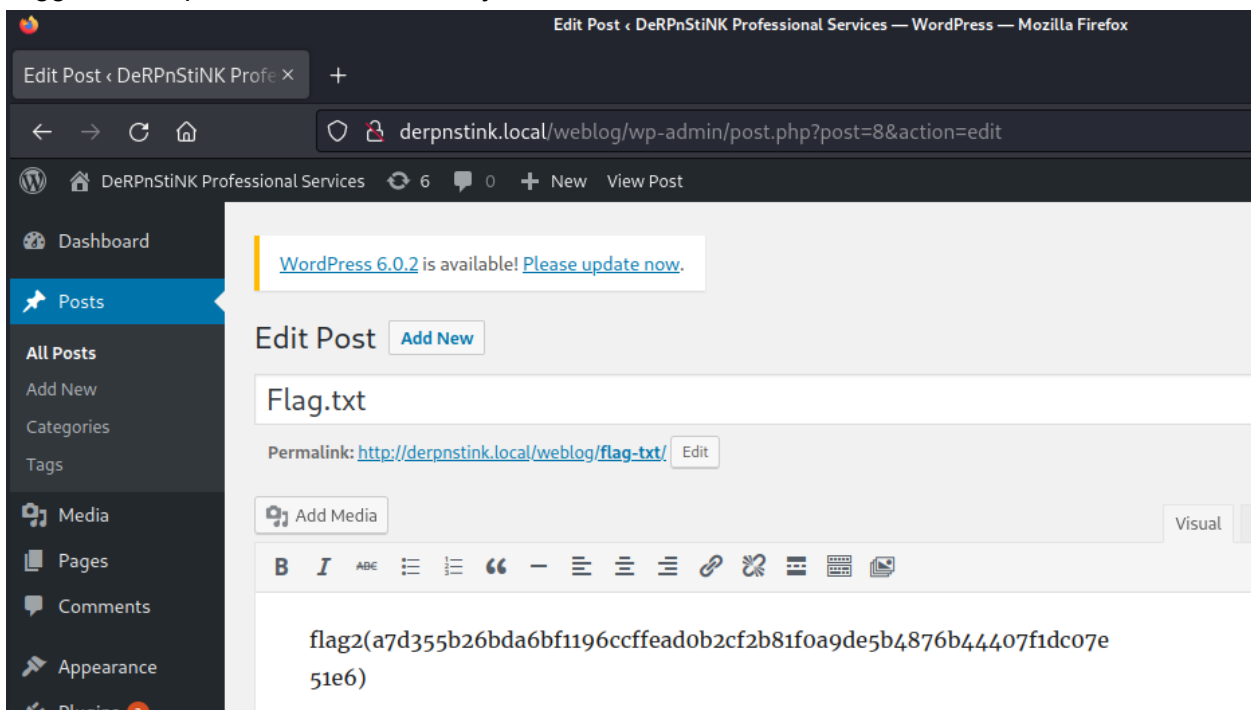 Edit Post ‹ DeRPnStiNK Professional Services — WordPress — Mozilla Firefox
Edit Post ‹ DeRPnStiNK Profe
derpnstink.local/weblog/wp-admin/post.php?post=8&action=edit
DeRPnStiNK Professional Services 6 0 + New View Post
Dashboard
WordPress 6.0.2 is available! Please update now.
Posts
Edit Post Add New
All Posts
Add New
Flag.txt
Categories
Permalink: http://derpnstink.local/weblog/flag-txt/ Edit
Tags
Media
Add Media
Visual
Pages
B I ABE
Comments
flag2(a7d355b26bda6bf1196ccffead0b2cf2b81f0a9de5b4876b44407f1dc07e
51e6)
Appearance